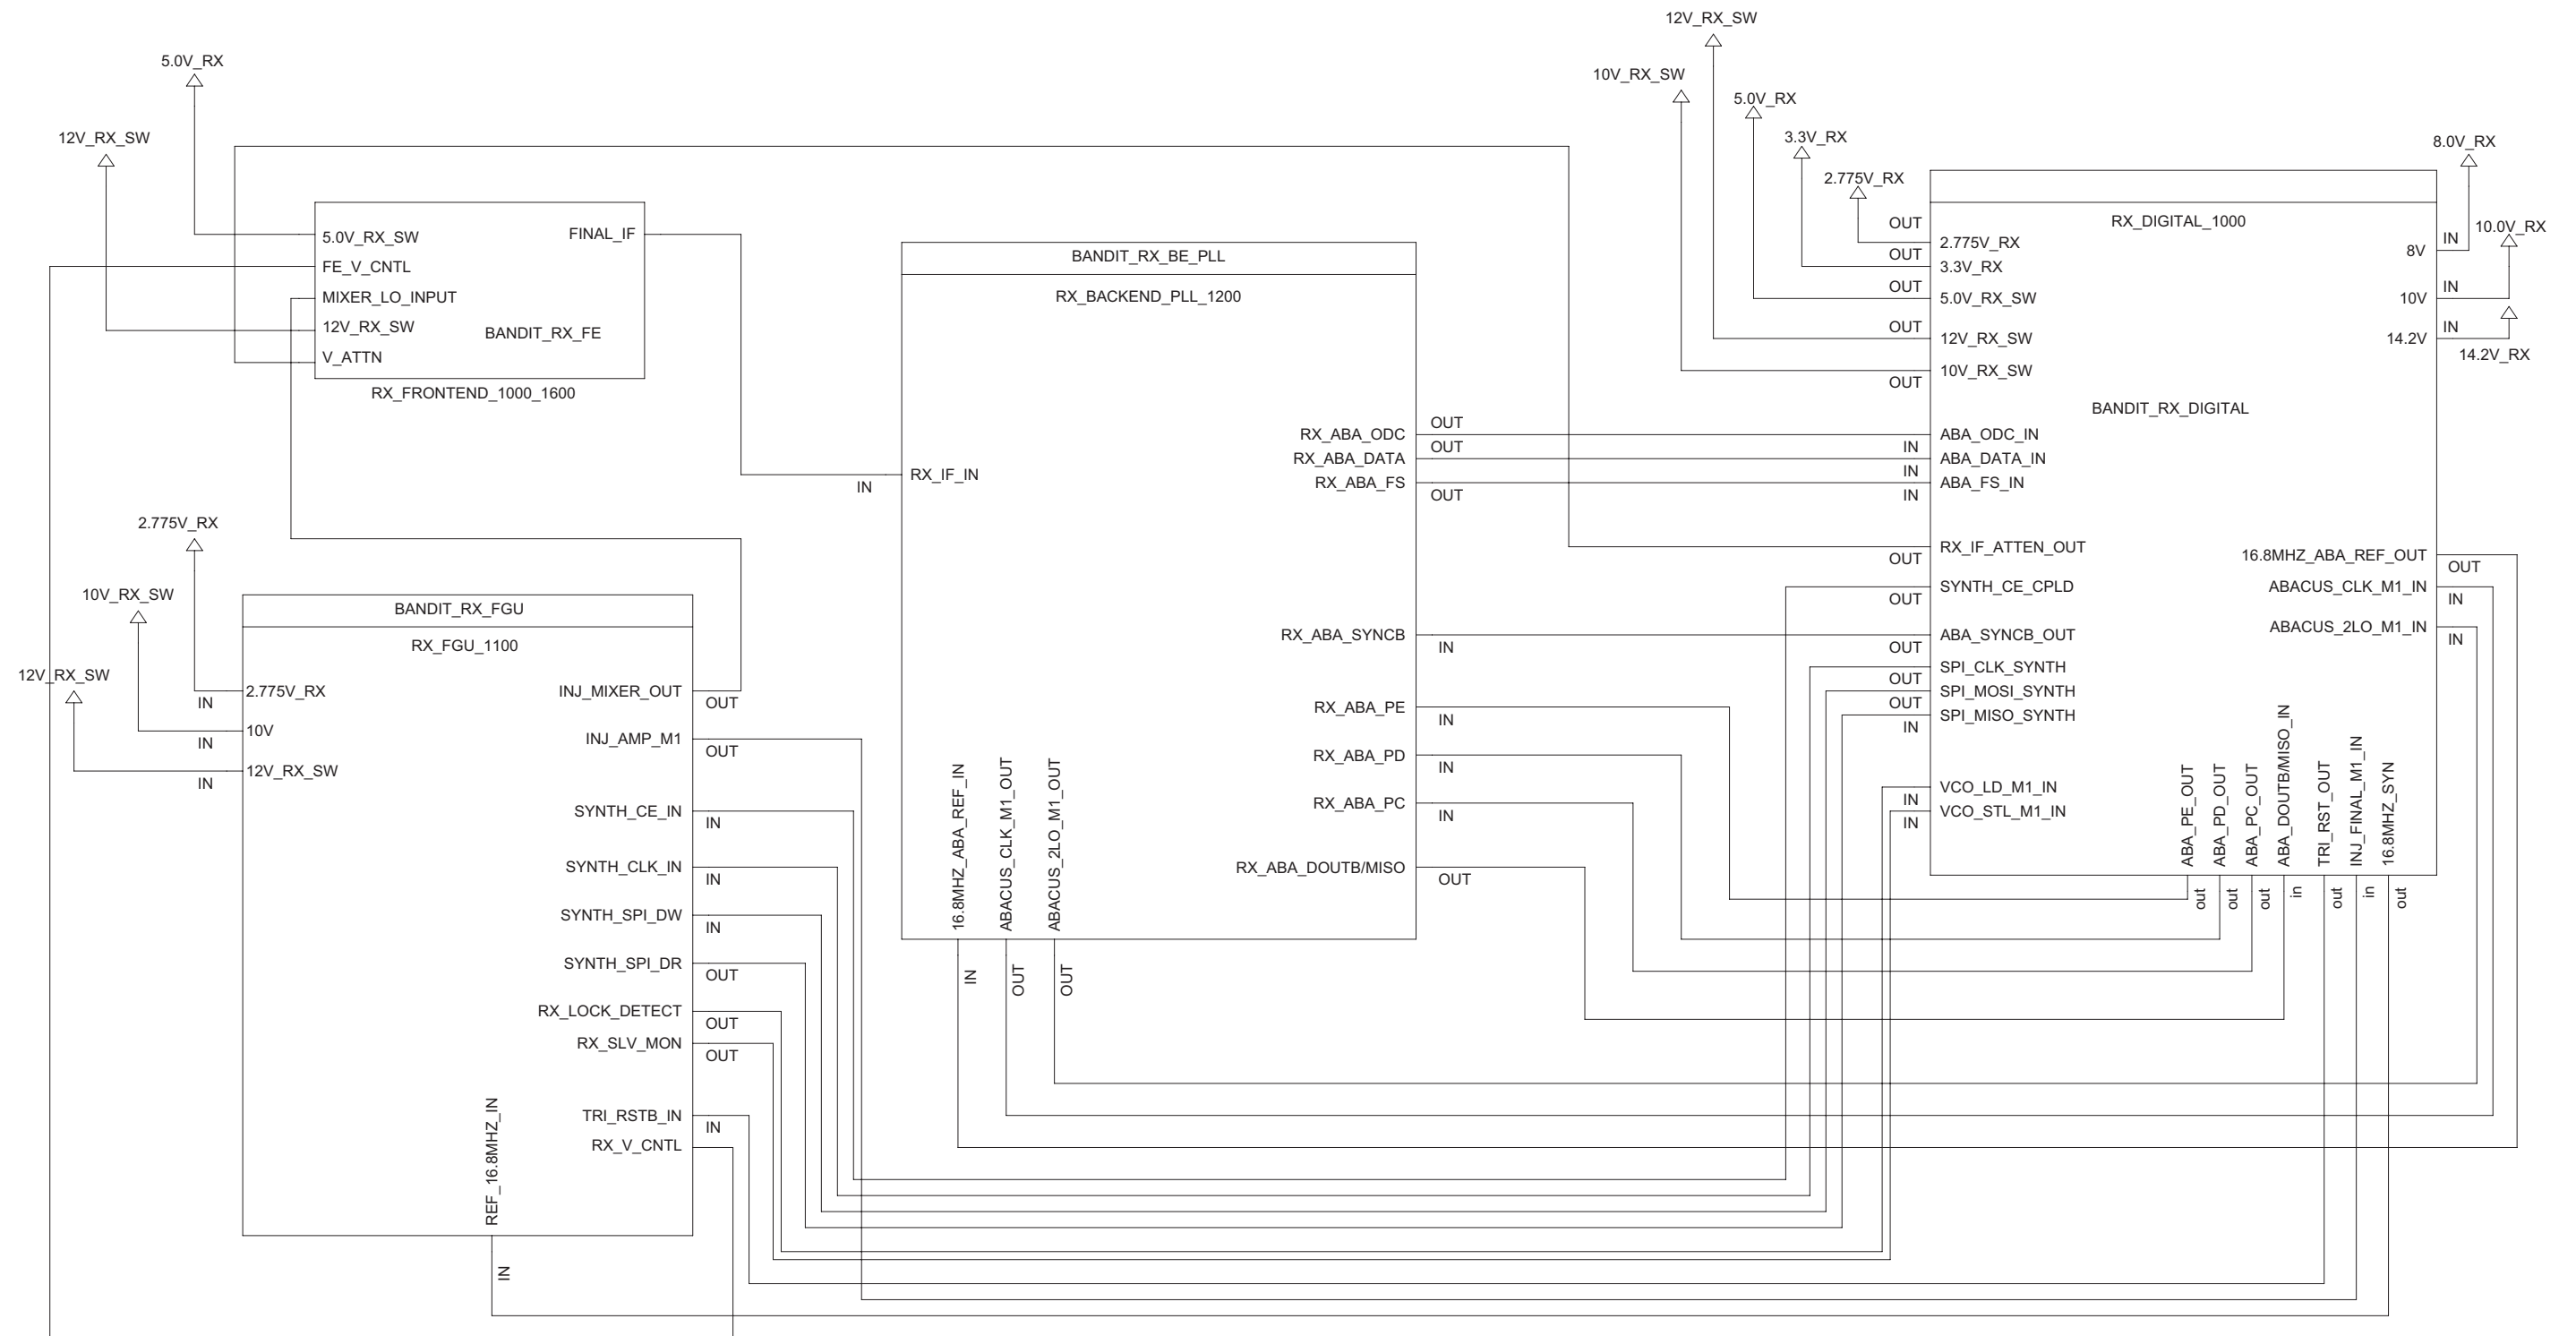 12V_RX_SW
10V_RX_SW
5.0V_RX
3.3V_RX
2.775V_RX
8.0V_RX
10.0V_RX
14.2V_RX
5.0V_RX
12V_RX_SW
5.0V_RX_SW
FE_V_CNTL
MIXER_LO_INPUT
12V_RX_SW
V_ATTN
FINAL_IF
BANDIT_RX_FE
RX_FRONTEND_1000_1600
2.775V_RX
10V_RX_SW
12V_RX_SW
BANDIT_RX_FGU
RX_FGU_1100
2.775V_RX
IN
10V
IN
12V_RX_SW
IN
INJ_MIXER_OUT
OUT
INJ_AMP_M1
OUT
SYNTH_CE_IN
IN
SYNTH_CLK_IN
IN
SYNTH_SPI_DW
IN
SYNTH_SPI_DR
OUT
RX_LOCK_DETECT
OUT
RX_SLV_MON
OUT
TRI_RSTB_IN
IN
RX_V_CNTL
REF_16.8MHZ_IN
IN
BANDIT_RX_BE_PLL
RX_BACKEND_PLL_1200
RX_IF_IN
IN
RX_ABA_ODC
OUT
RX_ABA_DATA
OUT
RX_ABA_FS
OUT
RX_ABA_SYNCB
IN
RX_ABA_PE
IN
RX_ABA_PD
IN
RX_ABA_PC
IN
RX_ABA_DOUTB/MISO
OUT
16.8MHZ_ABA_REF_IN
IN
ABACUS_CLK_M1_OUT
OUT
ABACUS_2LO_M1_OUT
OUT
RX_DIGITAL_1000
OUT
2.775V_RX
OUT
3.3V_RX
OUT
5.0V_RX_SW
OUT
12V_RX_SW
10V_RX_SW
OUT
BANDIT_RX_DIGITAL
ABA_ODC_IN
IN
ABA_DATA_IN
IN
ABA_FS_IN
IN
RX_IF_ATTEN_OUT
OUT
SYNTH_CE_CPLD
OUT
ABA_SYNCB_OUT
OUT
SPI_CLK_SYNTH
OUT
SPI_MOSI_SYNTH
OUT
SPI_MISO_SYNTH
IN
VCO_LD_M1_IN
IN
VCO_STL_M1_IN
IN
8V
IN
10V
IN
14.2V
IN
16.8MHZ_ABA_REF_OUT
OUT
ABACUS_CLK_M1_IN
IN
ABACUS_2LO_M1_IN
IN
ABA_PE_OUT
out
ABA_PD_OUT
out
ABA_PC_OUT
out
ABA_DOUTB/MISO_IN
in
TRI_RST_OUT
out
INJ_FINAL_M1_IN
in
16.8MHZ_SYN
out